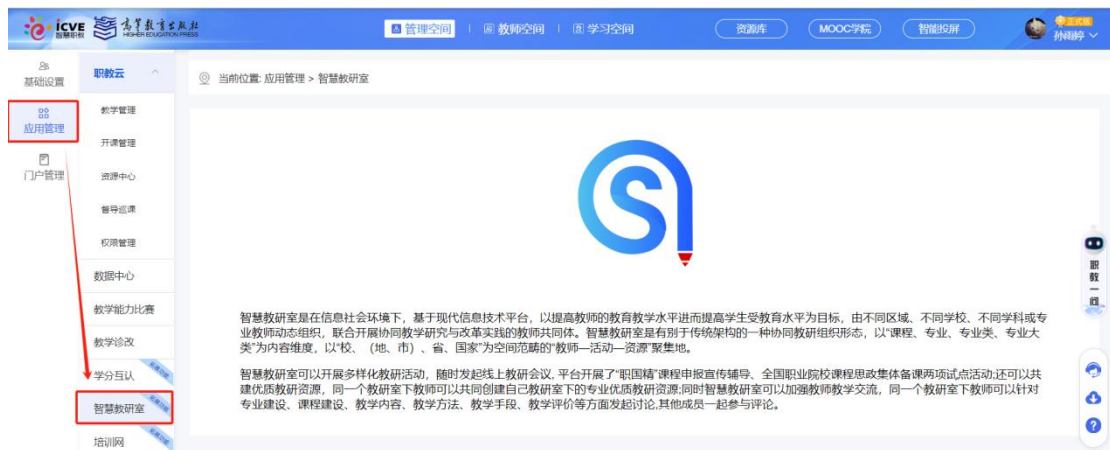 icve 智慧职教 高等教育出版社 HIGHER EDUCATION PRESS 管理空间 教师空间 学习空间 资源库 MOOC学院 智能投屏 正式版
孙雨婷
基础设置
应用管理
门户管理
职教云
教学管理
开课管理
资源中心
督导巡课
权限管理
数据中心
教学能力比赛
教学诊改
学分互认
智慧教研室
培训网
当前位置: 应用管理 > 智慧教研室
智慧教研室是在信息社会环境下，基于现代信息技术平台，以提高教师的教育教学水平进而提高学生受教育水平为目标，由不同区域、不同学校、不同学科或专
业教师动态组织，联合开展协同教学研究与改革实践的教师共同体。智慧教研室是有别于传统架构的一种协同教研组织形态，以“课程、专业、专业类、专业大
类”为内容维度，以“校、（地、市）、省、国家”为空间范畴的“教师—活动—资源”聚集地。
智慧教研室可以开展多样化教研活动，随时发起线上教研会议, 平台开展了“职国精”课程申报宣传辅导、全国职业院校课程思政集体备课两项试点活动;还可以共
建优质教研资源，同一个教研室下教师可以共同创建自己教研室下的专业优质教研资源;同时智慧教研室可以加强教师教学交流，同一个教研室下教师可以针对
专业建设、课程建设、教学内容、教学方法、教学手段、教学评价等方面发起讨论,其他成员一起参与评论。
职教一问